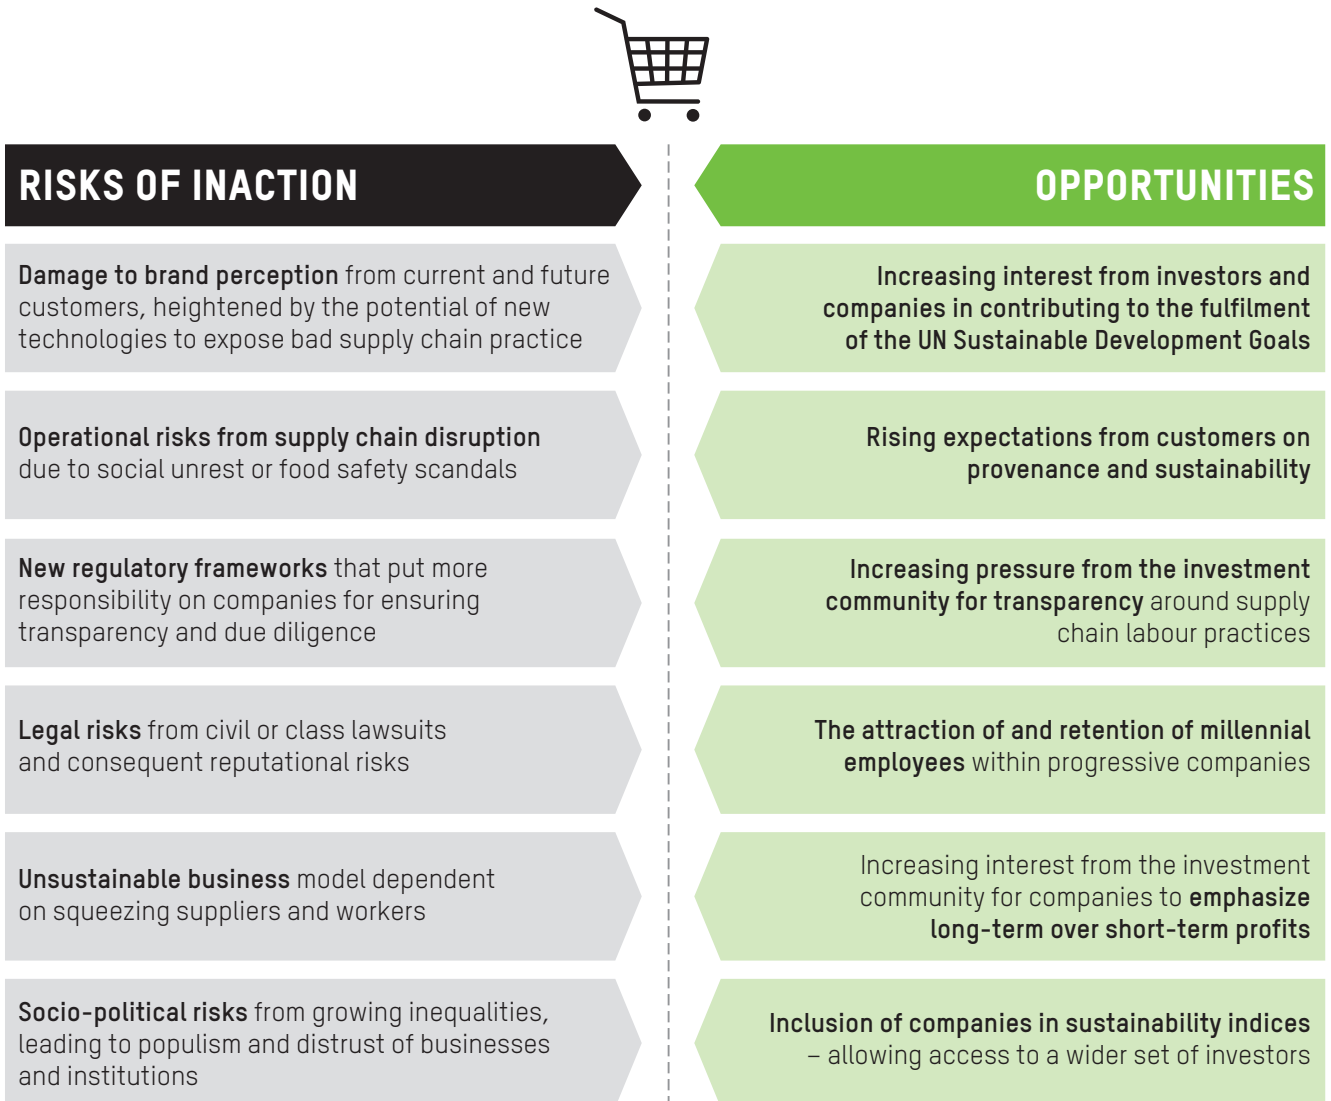 RISKS OF INACTION
Damage to brand perception from current and future
customers, heightened by the potential of new
technologies to expose bad supply chain practice
Operational risks from supply chain disruption
due to social unrest or food safety scandals
New regulatory frameworks that put more
responsibility on companies for ensuring
transparency and due diligence
Legal risks from civil or class lawsuits
and consequent reputational risks
Unsustainable business model dependent
on squeezing suppliers and workers
Socio-political risks from growing inequalities,
leading to populism and distrust of businesses
and institutions
OPPORTUNITIES
Increasing interest from investors and
companies in contributing to the fulfilment
of the UN Sustainable Development Goals
Rising expectations from customers on
provenance and sustainability
Increasing pressure from the investment
community for transparency around supply
chain labour practices
The attraction of and retention of millennial
employees within progressive companies
Increasing interest from the investment
community for companies to emphasize
long-term over short-term profits
Inclusion of companies in sustainability indices
– allowing access to a wider set of investors